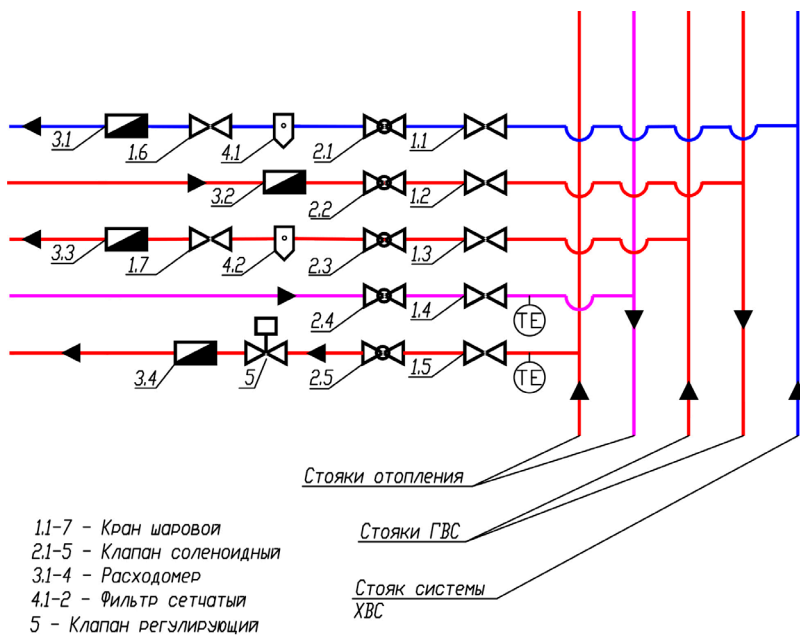 3.1
1.6
4.1
2.1
1.1
3.2
2.2
1.2
3.3
1.7
4.2
2.3
1.3
2.4
1.4
TE
3.4
5
2.5
1.5
TE
Стояки отопления
Стояки ГВС
Стояк системы
ХВС
1.1-7 - Кран шаровой
2.1-5 - Клапан соленоидный
3.1-4 - Расходомер
4.1-2 - Фильтр сетчатый
5 - Клапан регулирующий